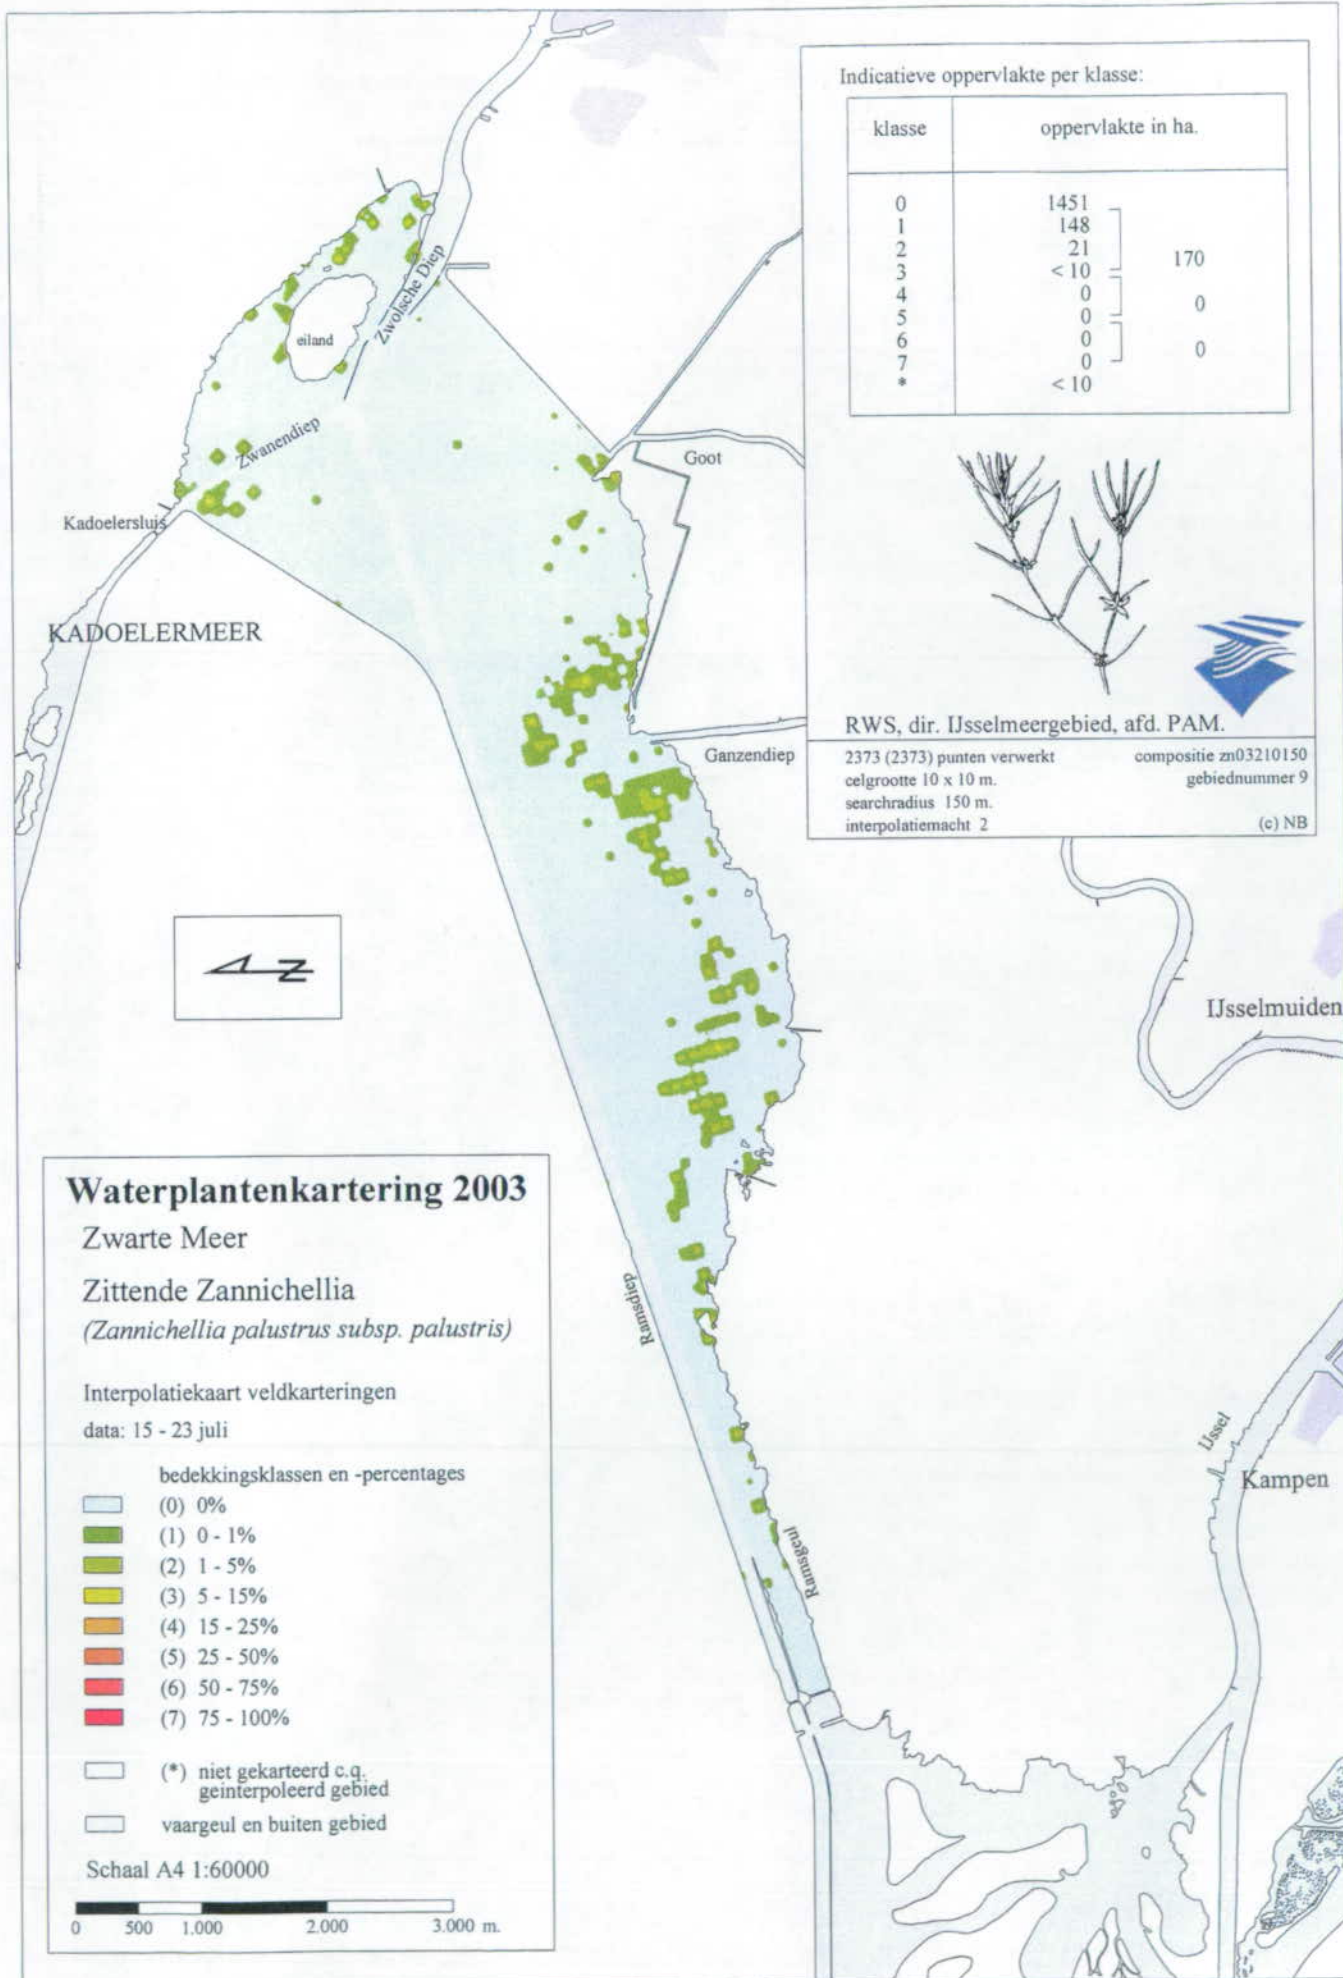 Indicatieve oppervlakte per klasse:
klasse oppervlakte in ha.
0 1451
1 148
2 21
3 < 10
170
4 0
5 0
0
6 0
7 0
0
* < 10
RWS, dir. IJsselmeergebied, afd. PAM.
2373 (2373) punten verwerkt compositie zn03210150
celgrootte 10 x 10 m. gebiednummer 9
searchradius 150 m.
interpolatiemacht 2 (c) NB
Zwolsche Diep
eiland
Zwanendiep
Goot
Kadoelersluis
KADOELERMEER
Ganzendiep
N
IJsselmuiden
Ramsdiep
Ramsgeul
IJssel
Kampen
Waterplantenkartering 2003
Zwarte Meer
Zittende Zannichellia
(Zannichellia palustrus subsp. palustris)
Interpolatiekaart veldkarteringen
data: 15 - 23 juli
bedekkingsklassen en -percentages
(0) 0%
(1) 0 - 1%
(2) 1 - 5%
(3) 5 - 15%
(4) 15 - 25%
(5) 25 - 50%
(6) 50 - 75%
(7) 75 - 100%
(*) niet gekarteerd c.q.
geinterpoleerd gebied
vaargeul en buiten gebied
Schaal A4 1:60000
0 500 1.000 2.000 3.000 m.